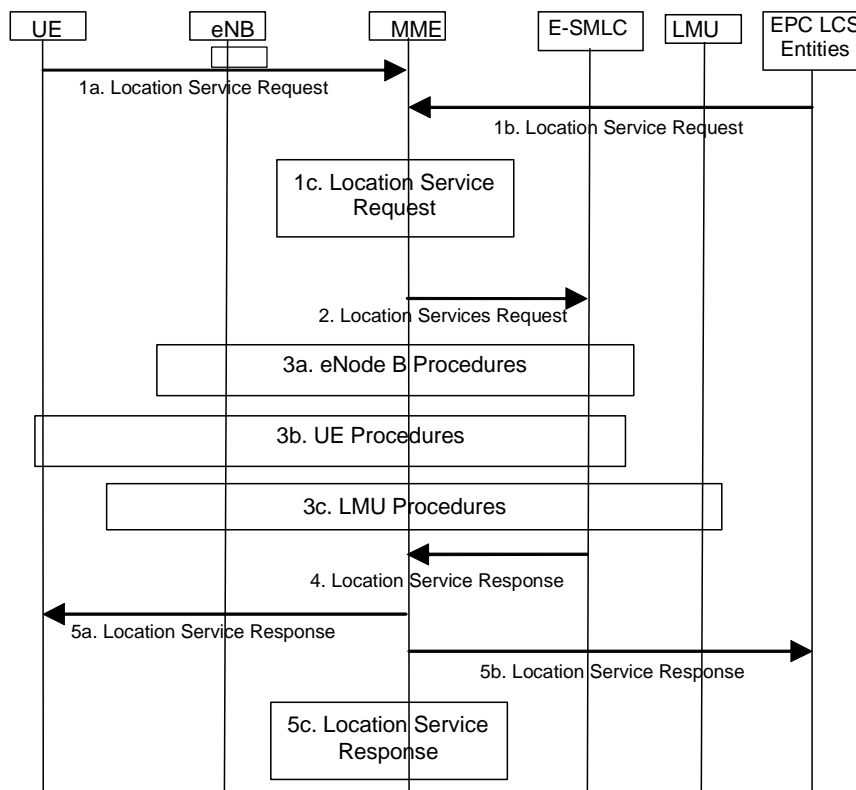 UE
eNB
MME
E-SMLC
LMU
EPC LCS
Entities
1a. Location Service Request
1b. Location Service Request
1c. Location Service
Request
2. Location Services Request
3a. eNode B Procedures
3b. UE Procedures
3c. LMU Procedures
4. Location Service Response
5a. Location Service Response
5b. Location Service Response
5c. Location Service
Response